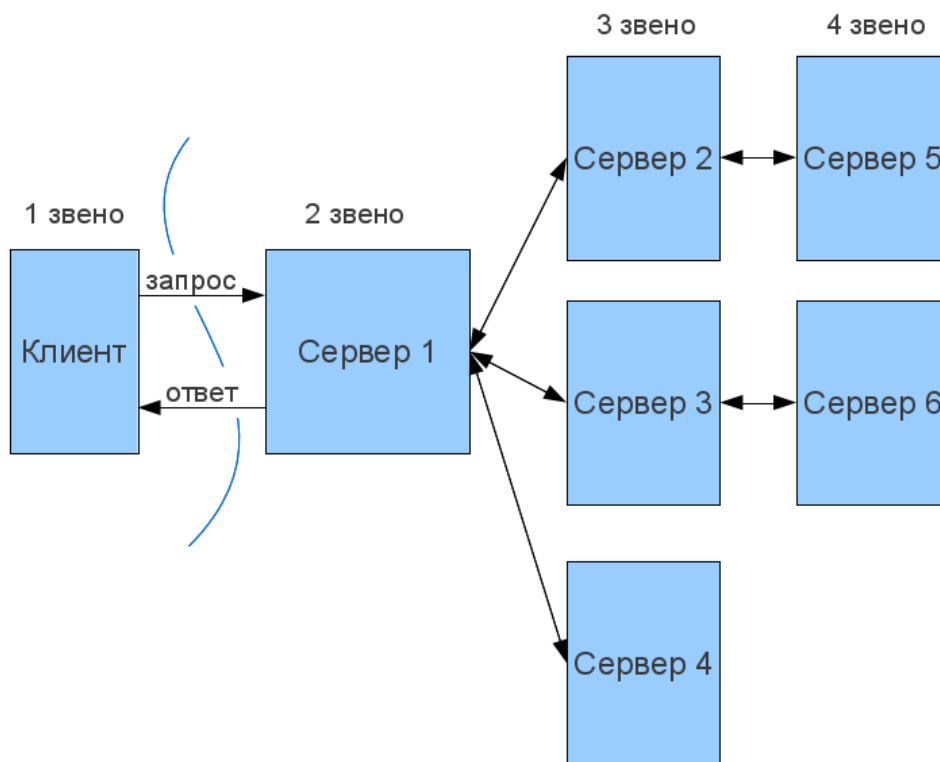 3 звено
4 звено
Сервер 2
Сервер 5
1 звено
2 звено
запрос
Клиент
Сервер 1
ответ
Сервер 3
Сервер 6
Сервер 4